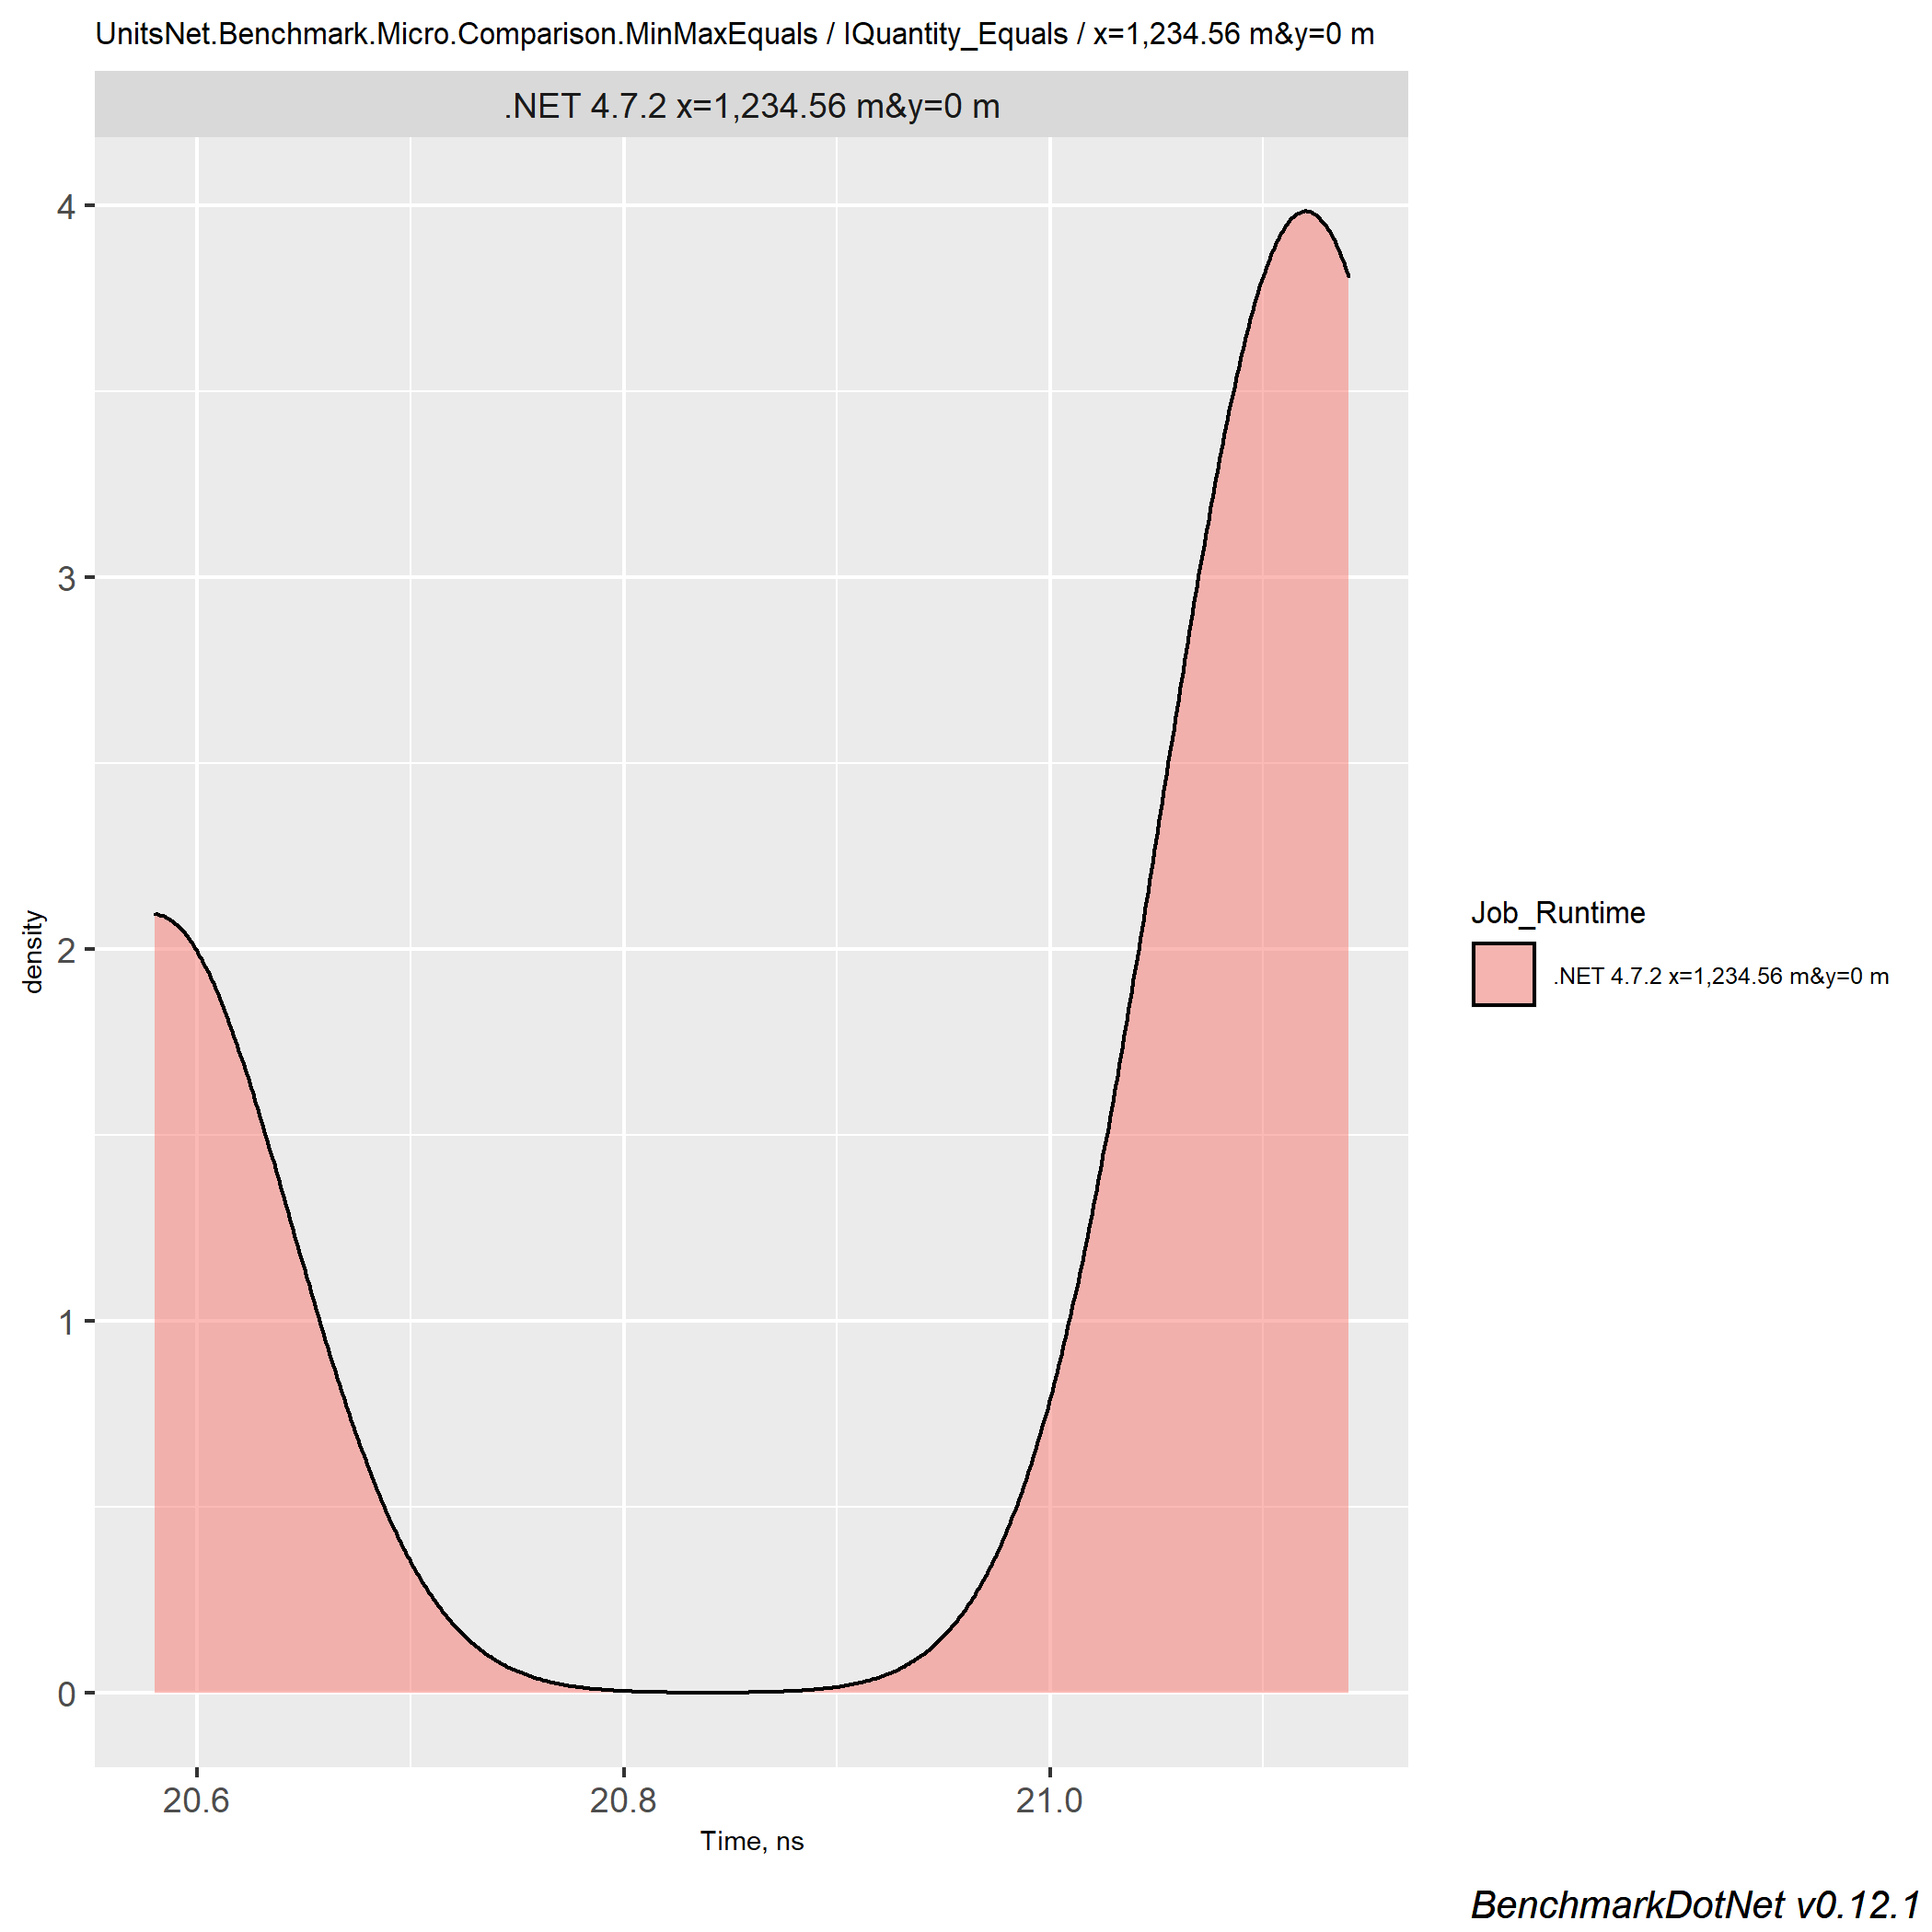 UnitsNet.Benchmark.Micro.Comparison.MinMaxEquals / IQuantity_Equals / x=1,234.56 m&y=0 m
.NET 4.7.2 x=1,234.56 m&y=0 m
4
3
2
1
0
density
20.6 20.8 21.0
Time, ns
Job_Runtime
.NET 4.7.2 x=1,234.56 m&y=0 m
BenchmarkDotNet v0.12.1